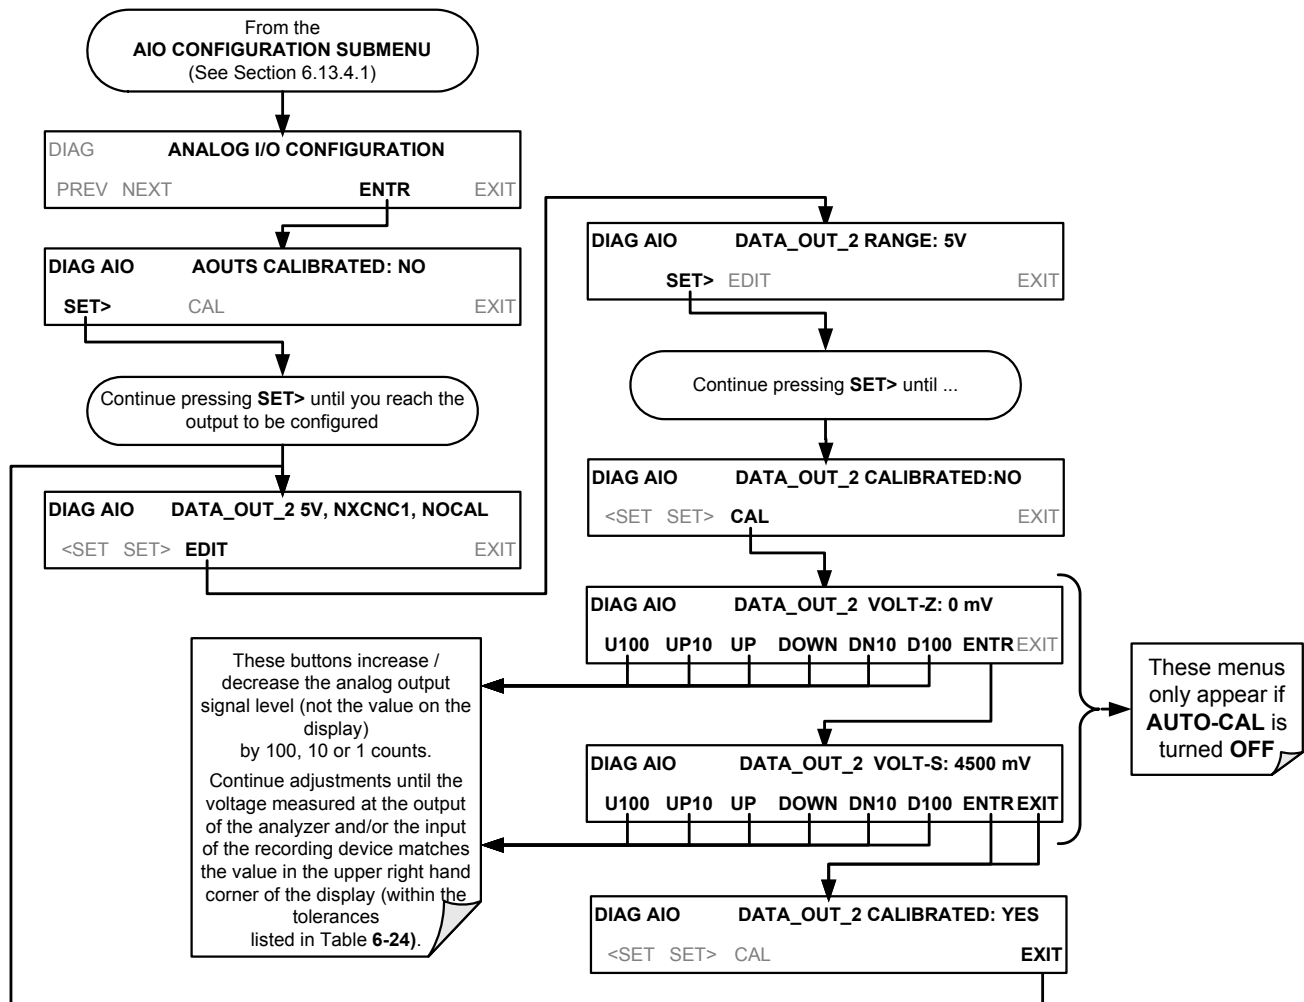 From the
AIO CONFIGURATION SUBMENU
(See Section 6.13.4.1)
DIAG ANALOG I/O CONFIGURATION
PREV NEXT ENTR EXIT
DIAG AIO AOUTS CALIBRATED: NO
SET> CAL EXIT
Continue pressing SET> until you reach the
output to be configured
DIAG AIO DATA_OUT_2 5V, NXCNC1, NOCAL
<SET SET> EDIT EXIT
DIAG AIO DATA_OUT_2 RANGE: 5V
SET> EDIT EXIT
Continue pressing SET> until ...
DIAG AIO DATA_OUT_2 CALIBRATED:NO
<SET SET> CAL EXIT
DIAG AIO DATA_OUT_2 VOLT-Z: 0 mV
U100 UP10 UP DOWN DN10 D100 ENTR EXIT
These buttons increase /
decrease the analog output
signal level (not the value on the
display)
by 100, 10 or 1 counts.
Continue adjustments until the
voltage measured at the output
of the analyzer and/or the input
of the recording device matches
the value in the upper right hand
corner of the display (within the
tolerances
listed in Table 6-24).
DIAG AIO DATA_OUT_2 VOLT-S: 4500 mV
U100 UP10 UP DOWN DN10 D100 ENTR EXIT
These menus
only appear if
AUTO-CAL is
turned OFF
DIAG AIO DATA_OUT_2 CALIBRATED: YES
<SET SET> CAL EXIT